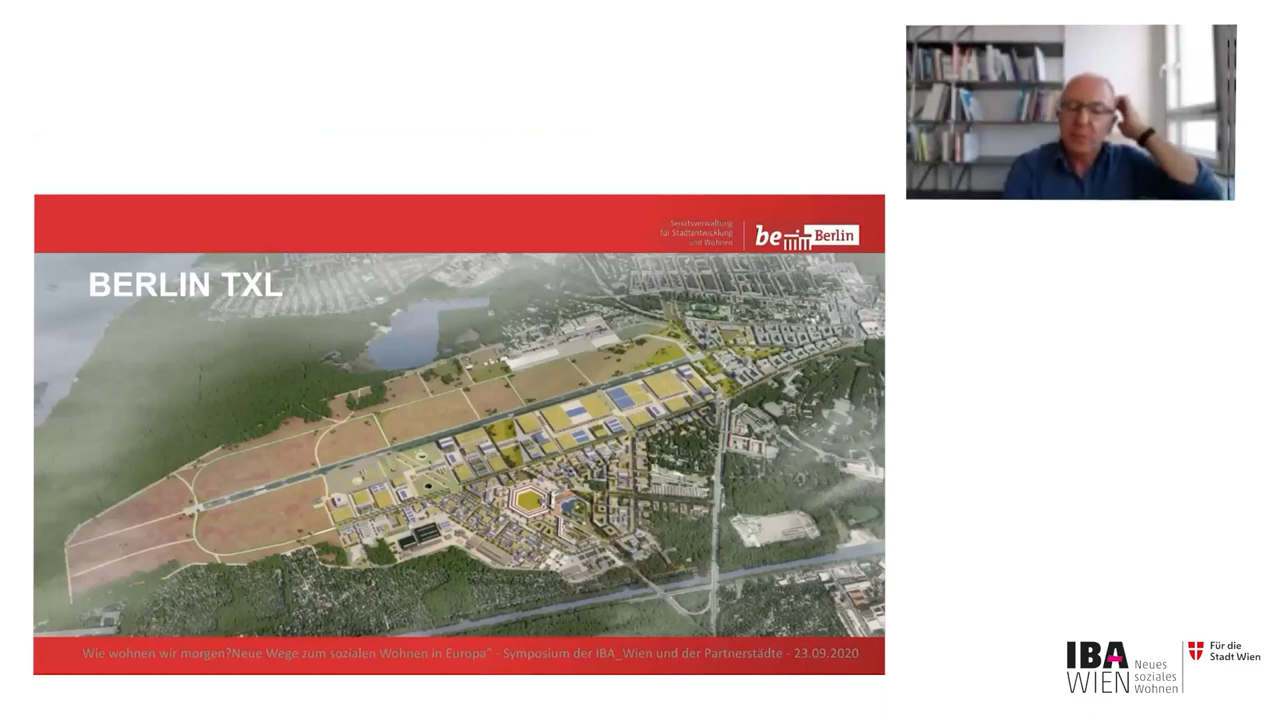 Senatsverwaltung
für Stadtentwicklung
und Wohnen
be Berlin
BERLIN TXL
Wie wohnen wir morgen?Neue Wege zum sozialen Wohnen in Europa" - Symposium der IBA_Wien und der Partnerstädte - 23.09.2020
IBA
WIEN
Neues
soziales
Wohnen
Für die
Stadt Wien